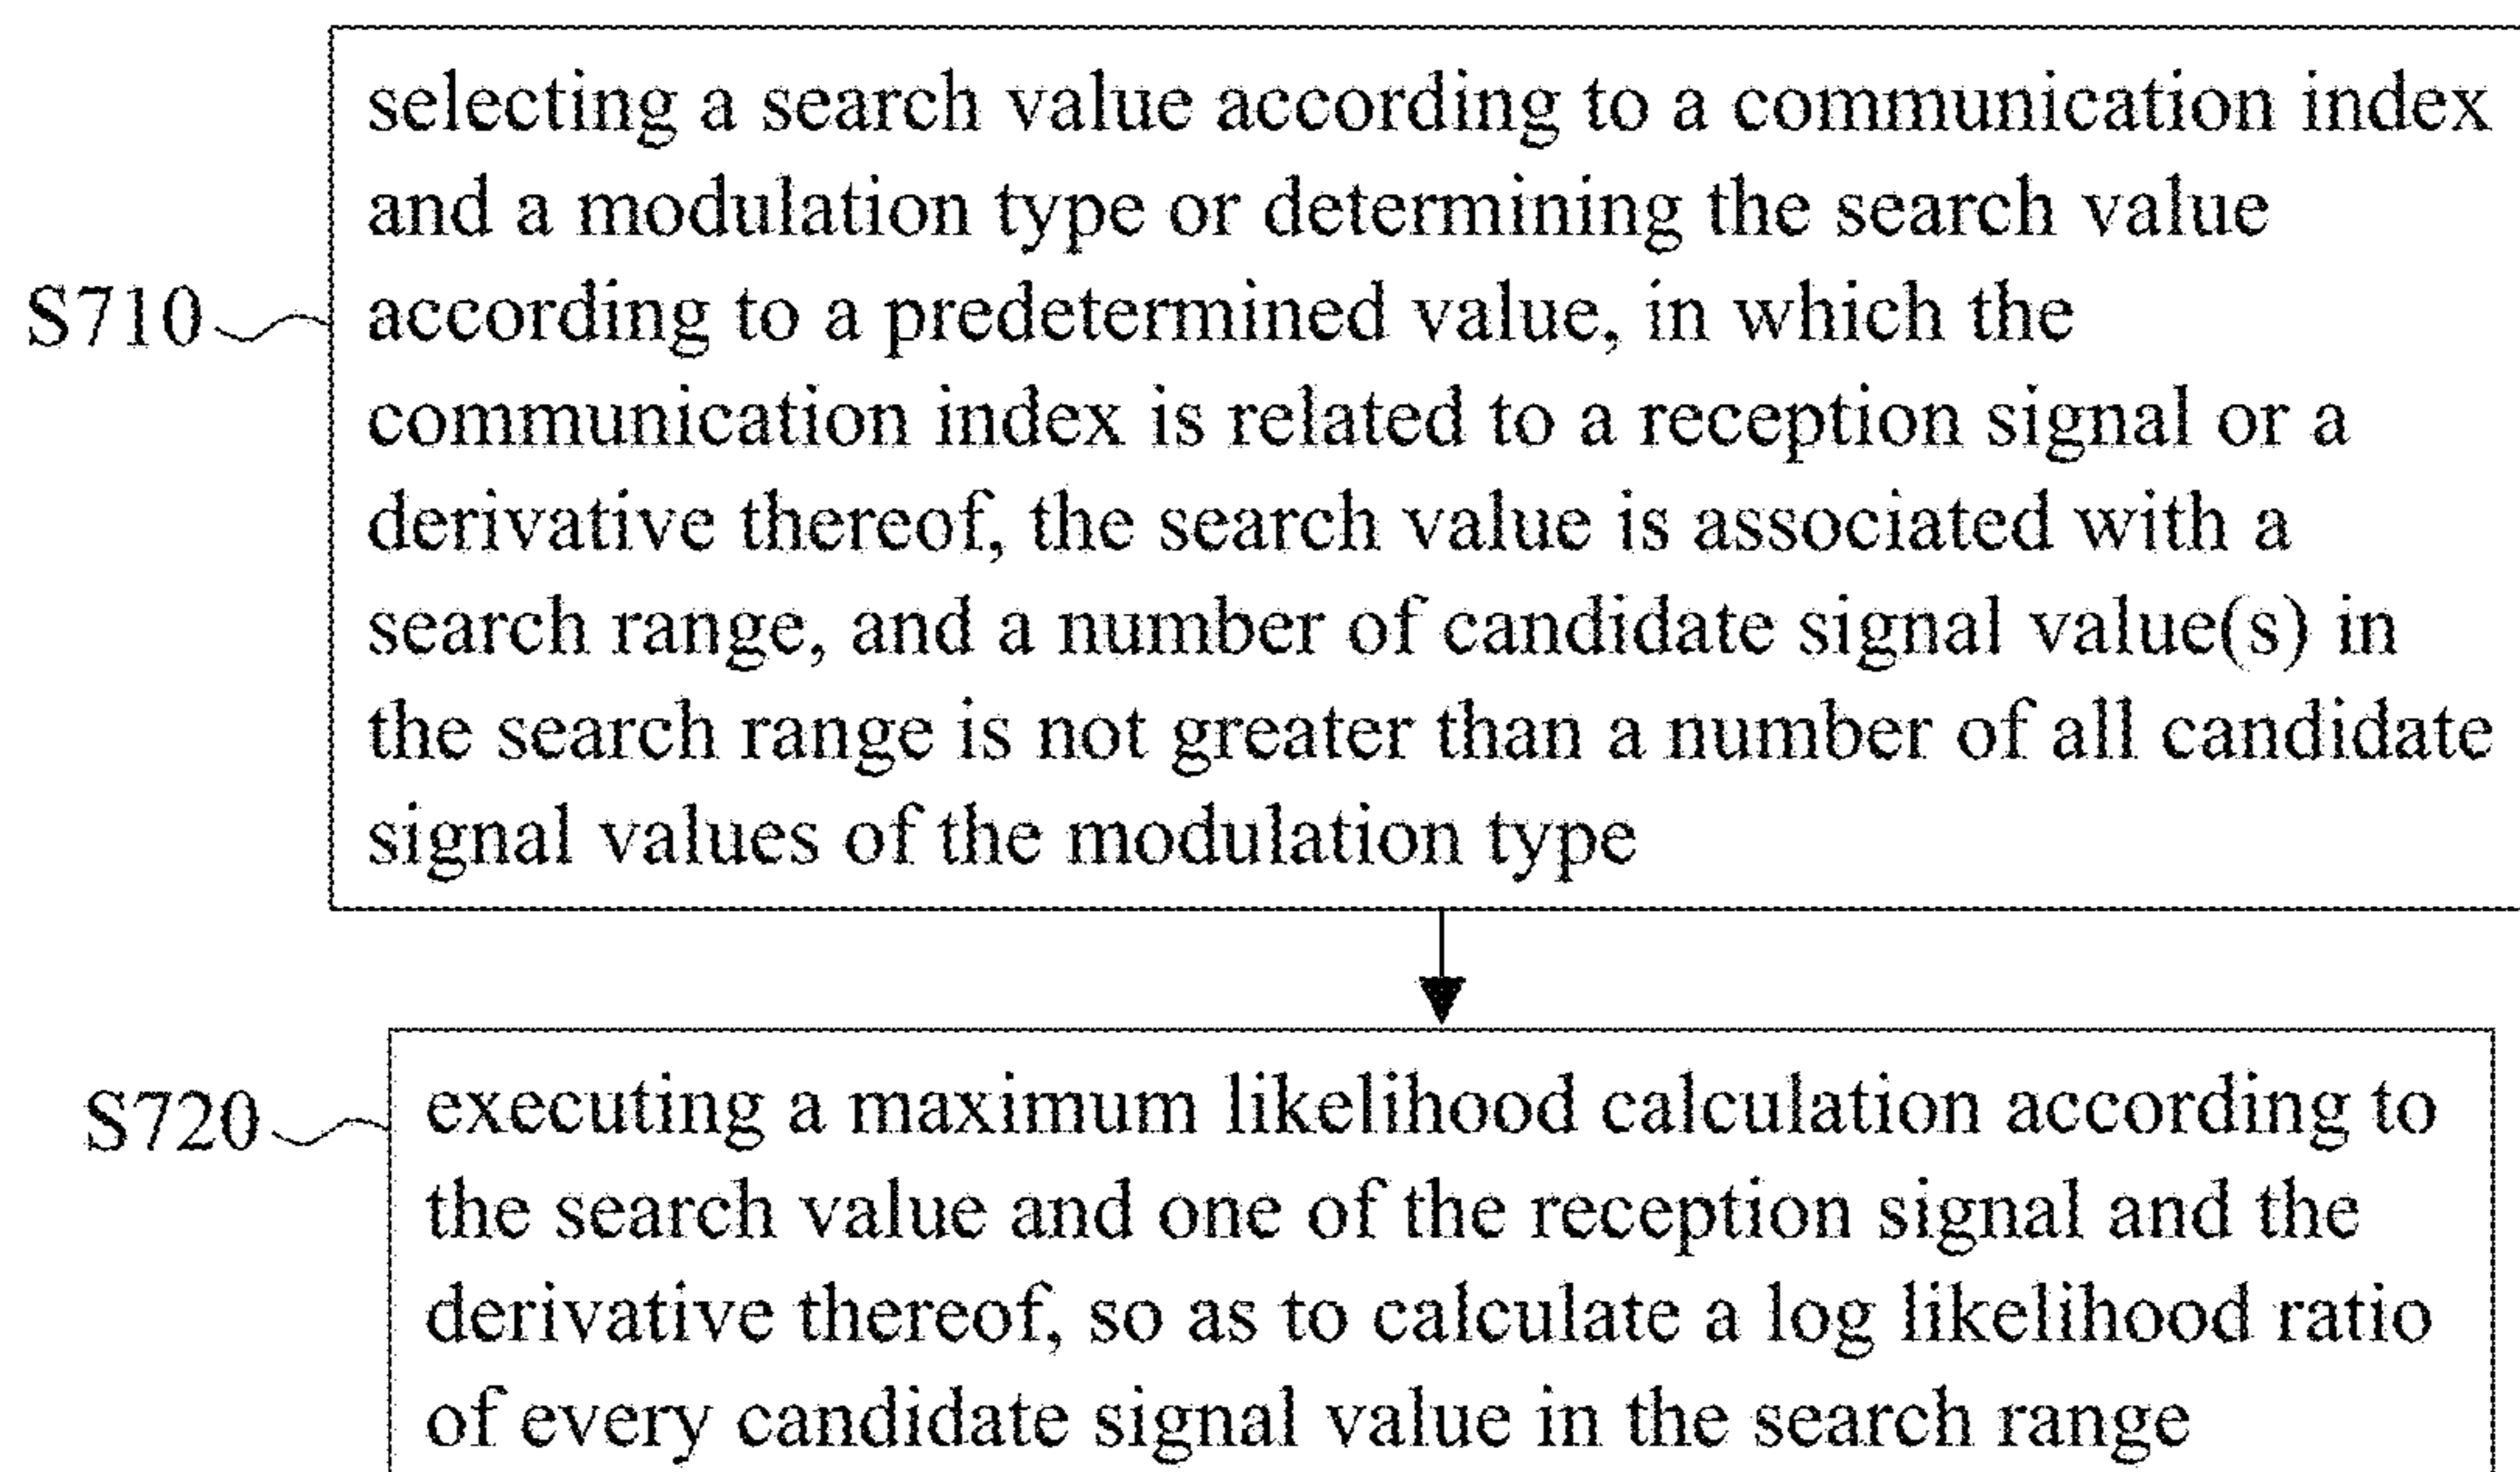 selecting a search value according to a communication index
and a modulation type or determining the search value
S710 according to a predetermined value, in which the
communication index is related to a reception signal or a
derivative thereof, the search value is associated with a
search range, and a number of candidate signal value(s) in
the search range is not greater than a number of all candidate
signal values of the modulation type
S720 executing a maximum likelihood calculation according to
the search value and one of the reception signal and the
derivative thereof, so as to calculate a log likelihood ratio
of every candidate signal value in the search range